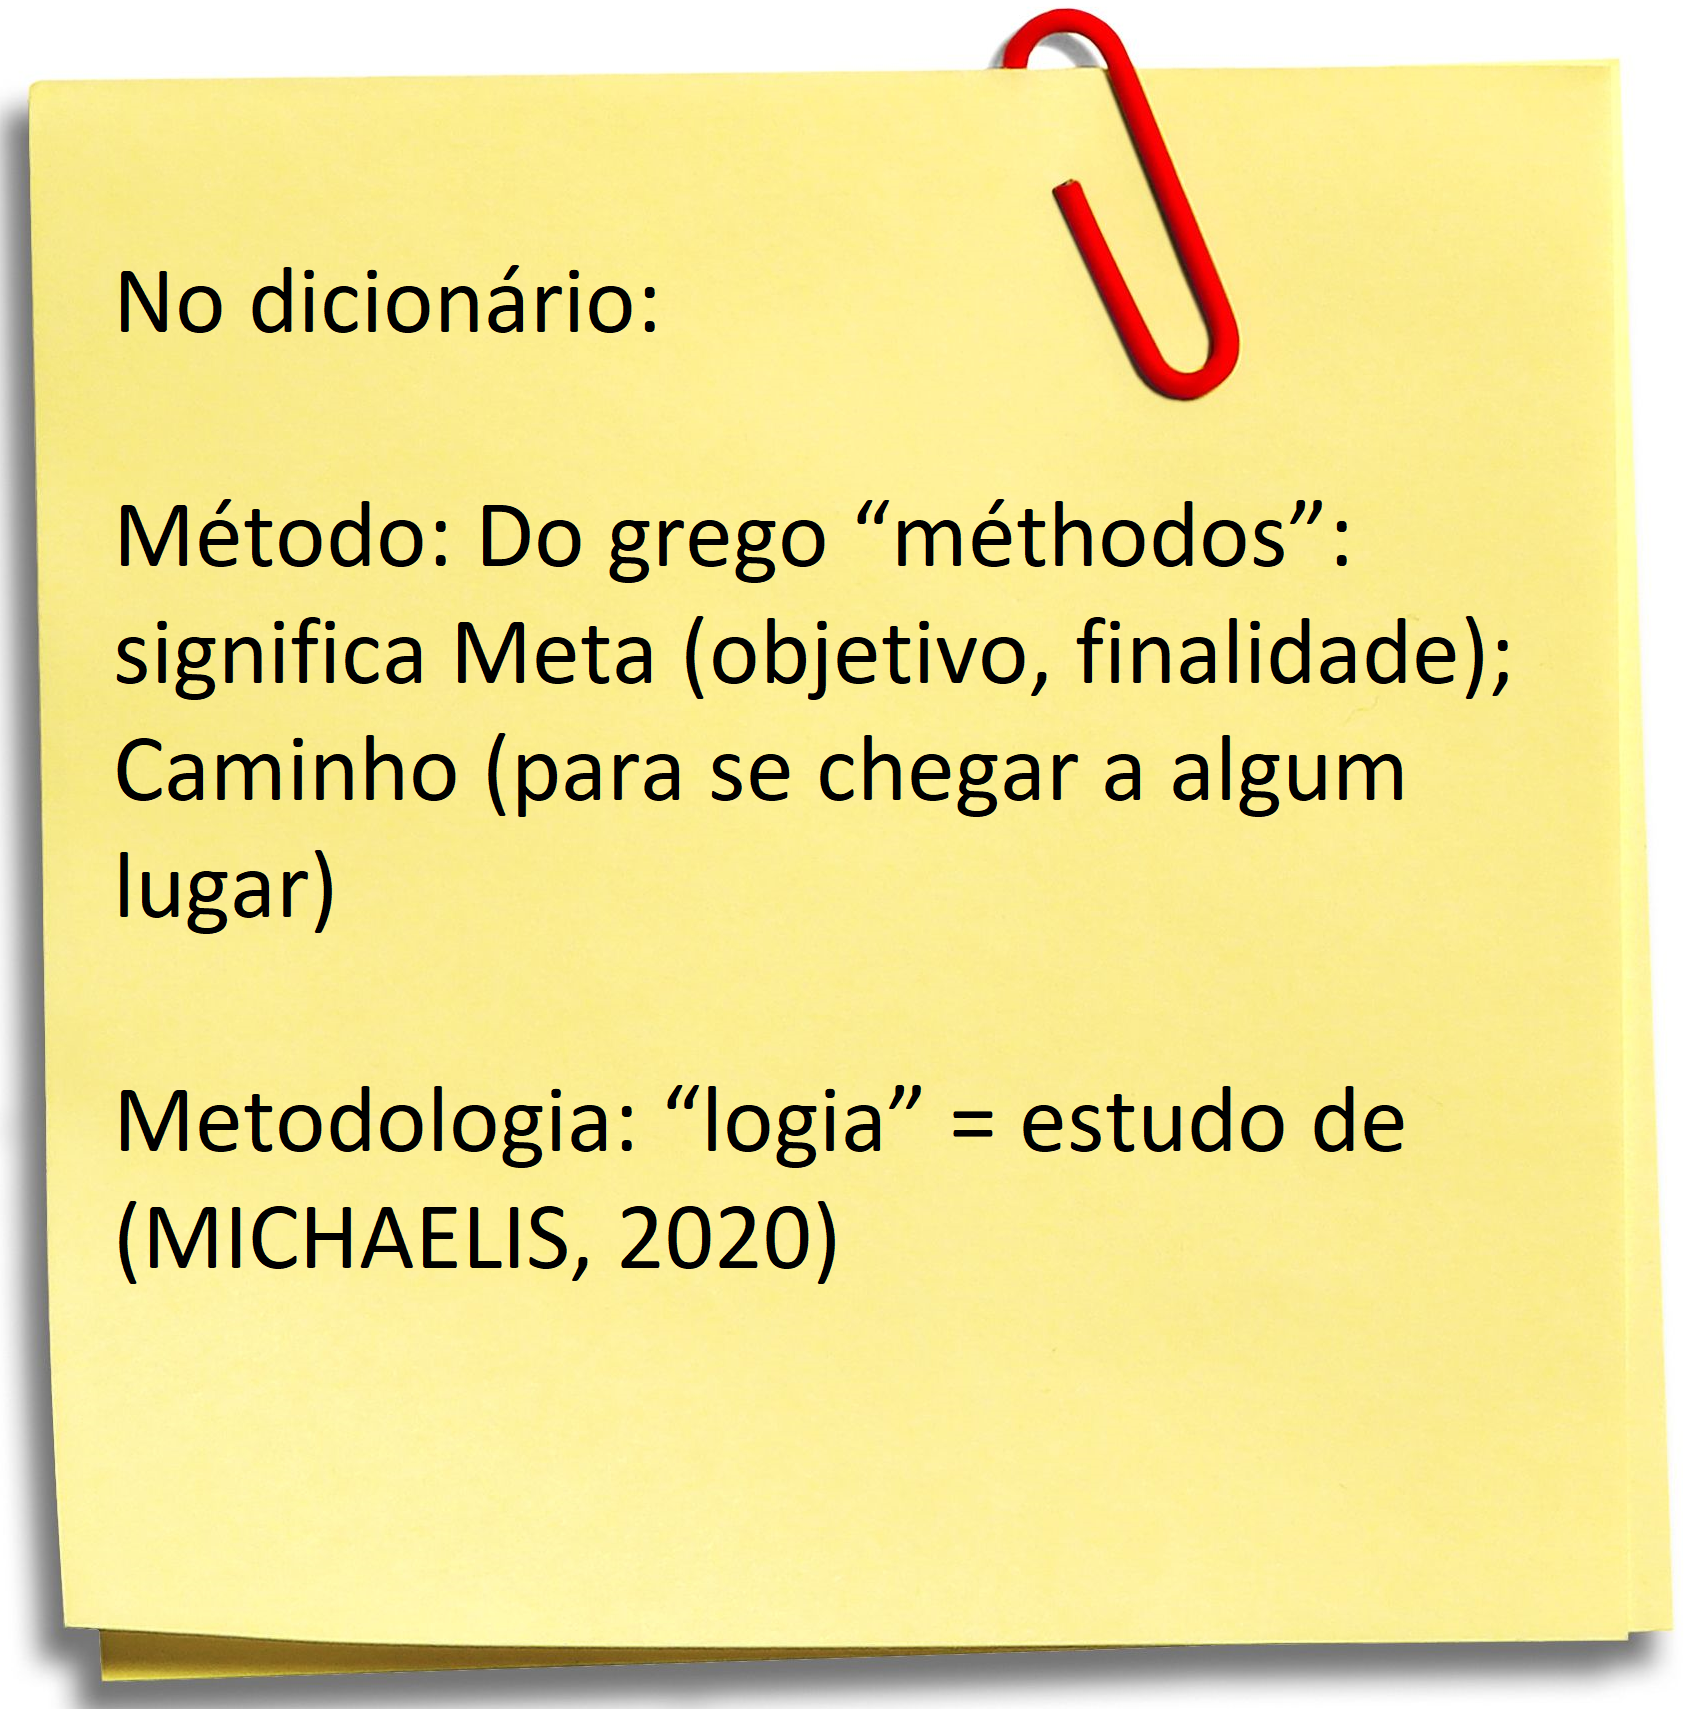 No dicionário:
Método: Do grego “méthodos”:
significa Meta (objetivo, finalidade);
Caminho (para se chegar a algum
lugar)
Metodologia: “logia” = estudo de
(MICHAELIS, 2020)